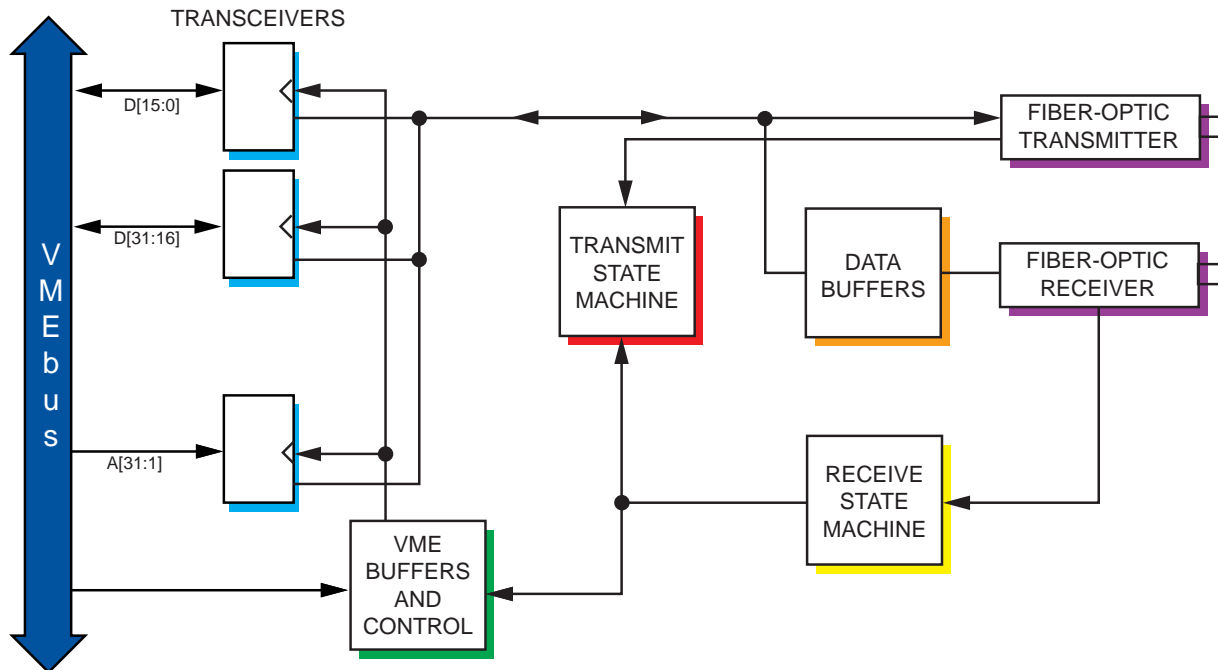 TRANSCEIVERS
D[15:0]
FIBER-OPTIC
TRANSMITTER
D[31:16]
VMEbus
TRANSMIT
STATE
MACHINE
DATA
BUFFERS
FIBER-OPTIC
RECEIVER
A[31:1]
RECEIVE
STATE
MACHINE
VME
BUFFERS
AND
CONTROL